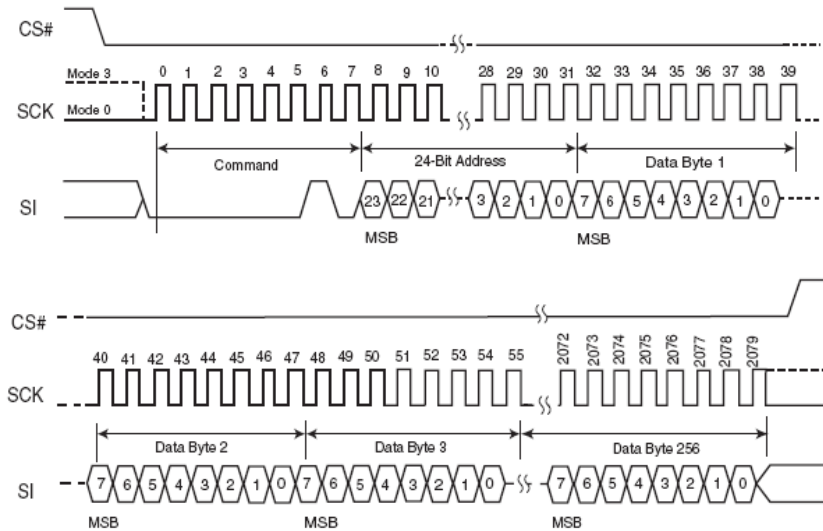 CS#
Mode 3
0 1 2 3 4 5 6 7 8 9 10 28 29 30 31 32 33 34 35 36 37 38 39
SCK
Mode 0
Command 24-Bit Address Data Byte 1
SI 23 22 21 3 2 1 0 7 6 5 4 3 2 1 0
MSB MSB
CS#
40 41 42 43 44 45 46 47 48 49 50 51 52 53 54 55 2072 2073 2074 2075 2076 2077 2078 2079
SCK
Data Byte 2 Data Byte 3 Data Byte 256
SI 7 6 5 4 3 2 1 0 7 6 5 4 3 2 1 0 7 6 5 4 3 2 1 0
MSB MSB MSB